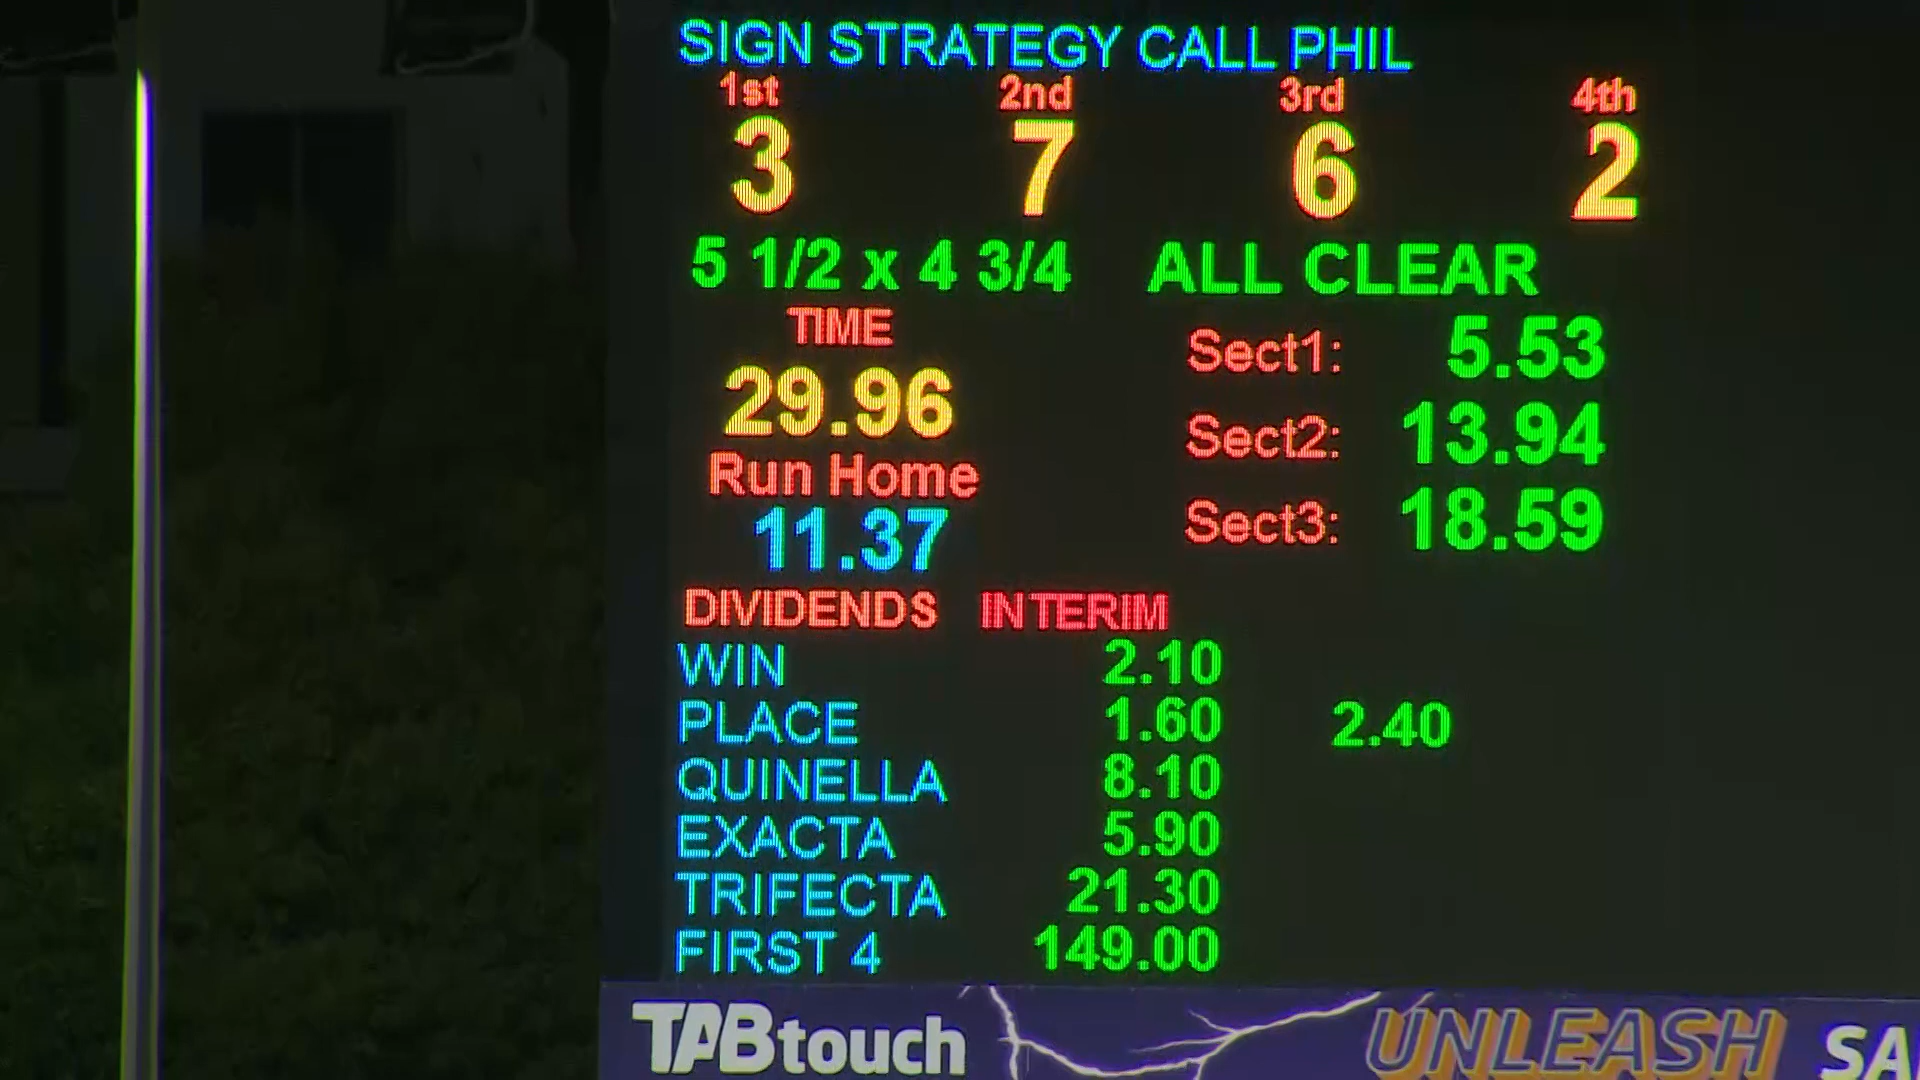 SIGN STRATEGY CALL PHIL
1st 2nd 3rd 4th
3 7 6 2
5 1/2 x 4 3/4 ALL CLEAR
TIME
29.96
Run Home
11.37
Sect1: 5.53
Sect2: 13.94
Sect3: 18.59
DIVIDENDS INTERIM
WIN 2.10
PLACE 1.60 2.40
QUINELLA 8.10
EXACTA 5.90
TRIFECTA 21.30
FIRST 4 149.00
TABtouch UNLEASH SA